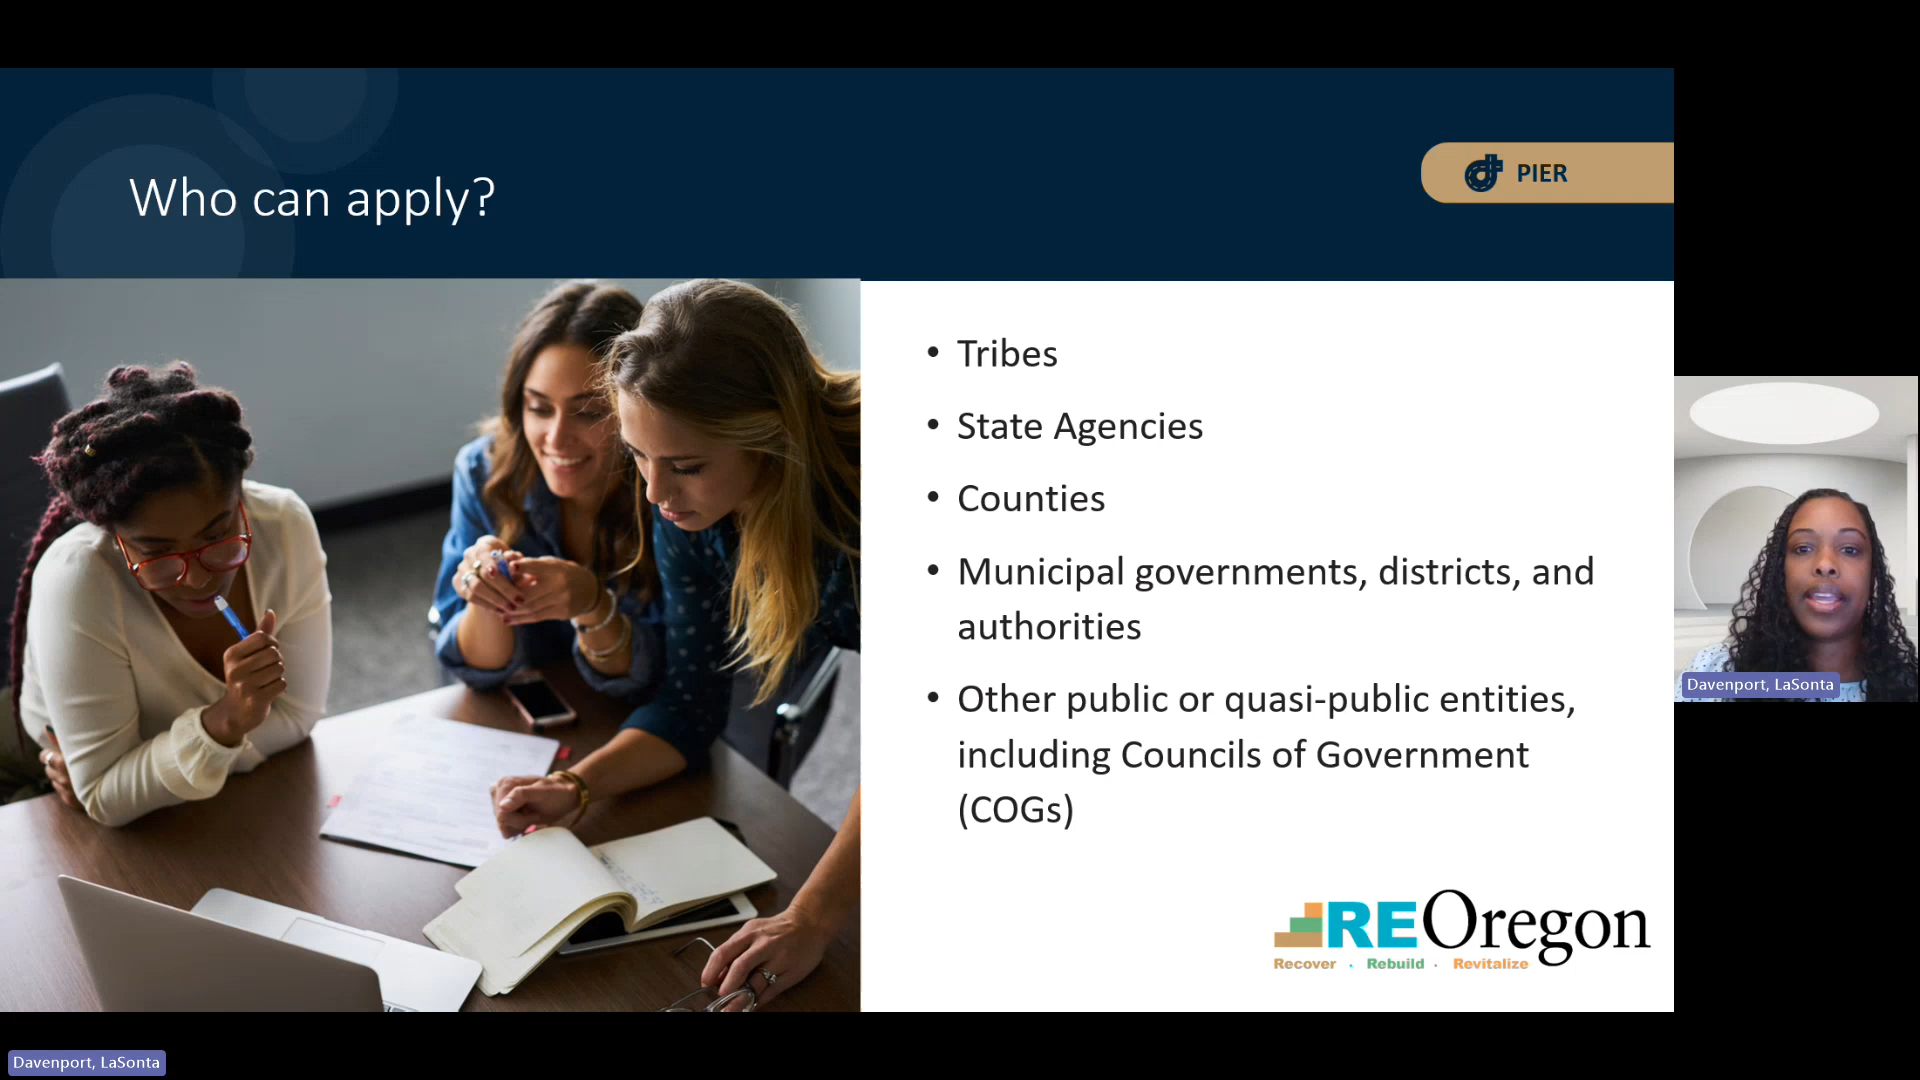 Who can apply?
PIER
• Tribes
• State Agencies
• Counties
• Municipal governments, districts, and
authorities
• Other public or quasi-public entities,
including Councils of Government
(COGs)
REOregon
Recover . Rebuild . Revitalize
Davenport, LaSonta
Davenport, LaSonta